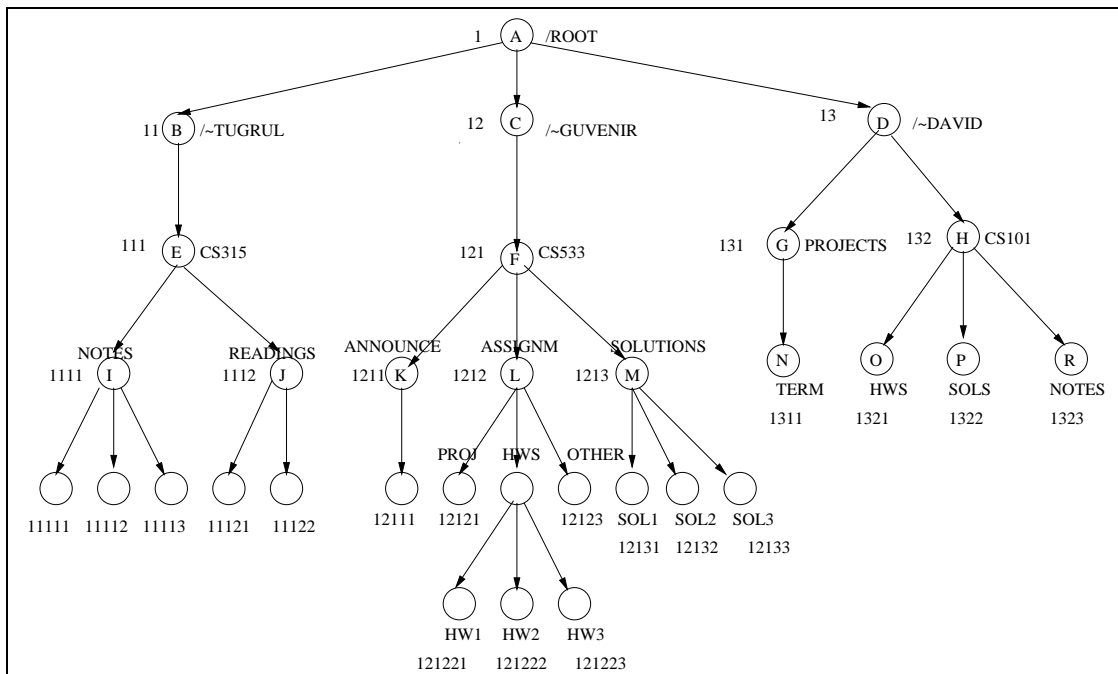 1 A /ROOT
11 B /~TUGRUL
12 C /~GUVENIR
13 D /~DAVID
111 E CS315
121 F CS533
131 G PROJECTS
132 H CS101
NOTES READINGS ANNOUNCE ASSIGNM SOLUTIONS
1111 I 1112 J 1211 K 1212 L 1213 M N O P R
TERM HWS SOLS NOTES
1311 1321 1322 1323
PROJ HWS OTHER
11111 11112 11113 11121 11122 12111 12121 12123
SOL1 SOL2 SOL3
12131 12132 12133
HW1 HW2 HW3
121221 121222 121223